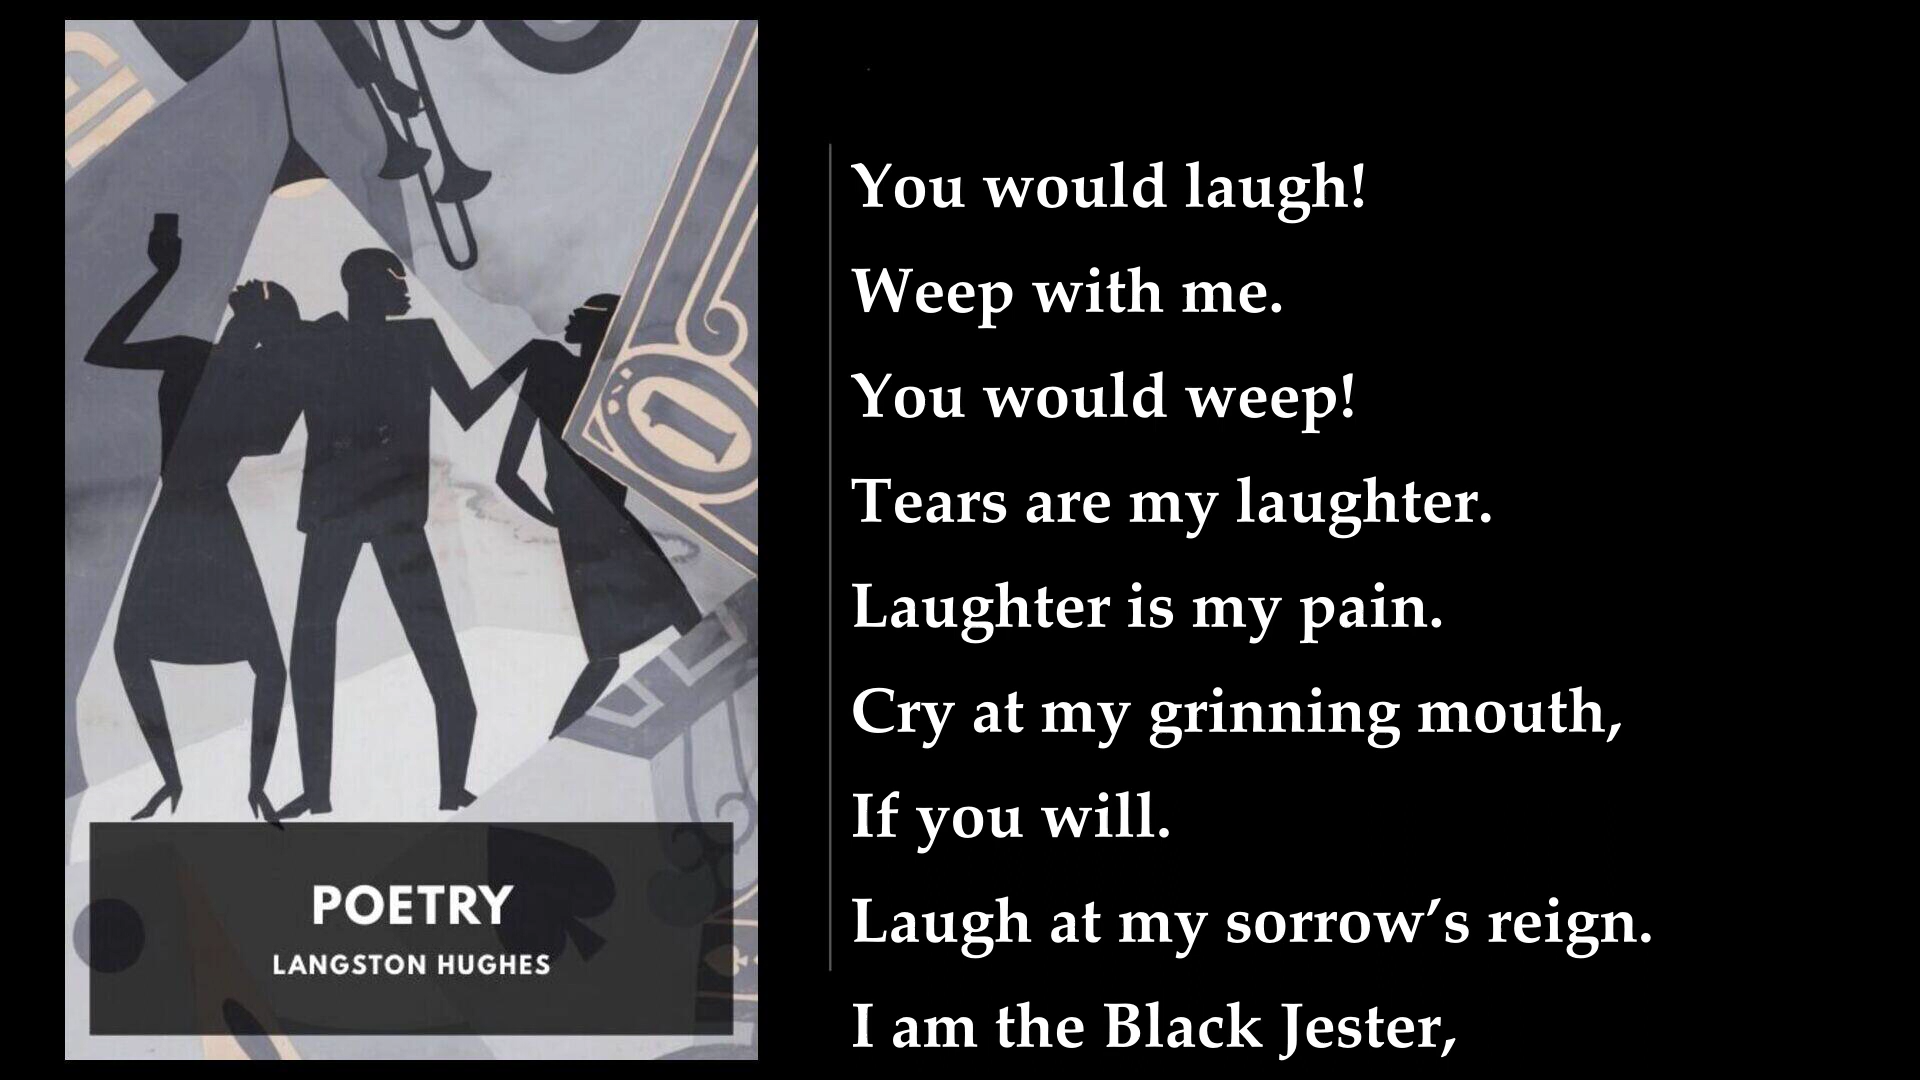 You would laugh!
Weep with me.
You would weep!
Tears are my laughter.
Laughter is my pain.
Cry at my grinning mouth,
If you will.
Laugh at my sorrow’s reign.
I am the Black Jester,
1
POETRY
LANGSTON HUGHES